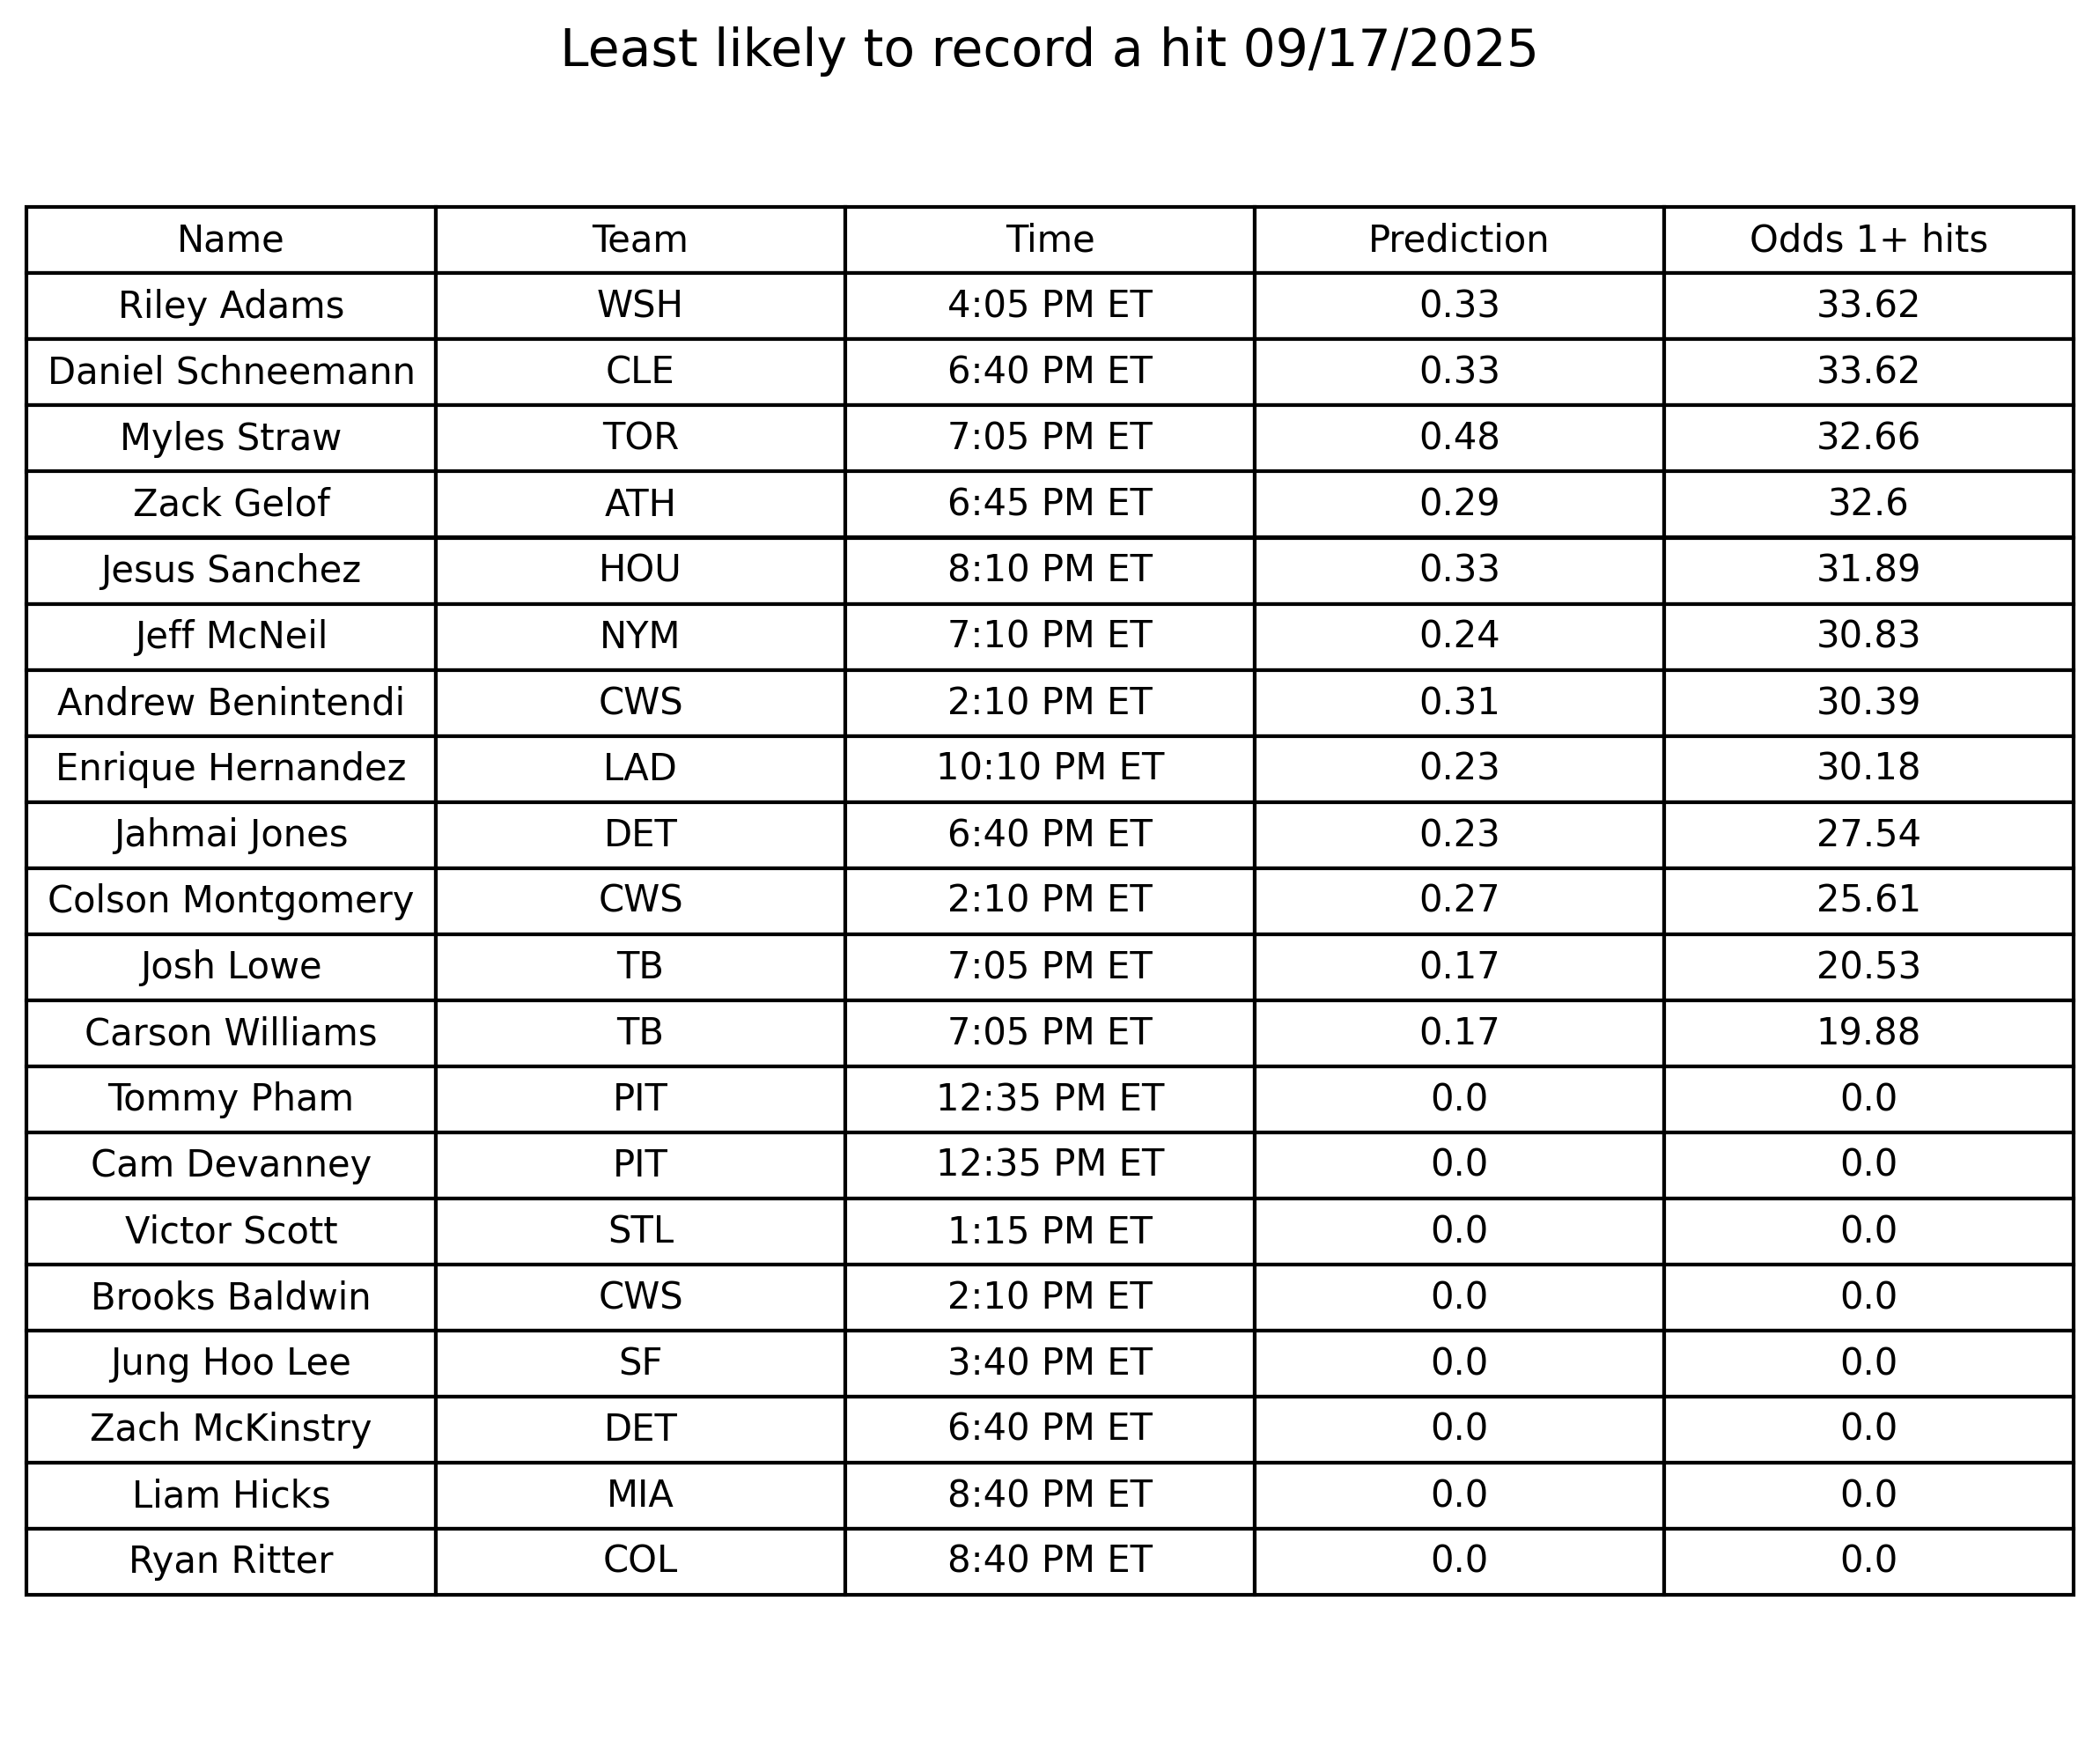 Least likely to record a hit 09/17/2025
Name Team Time Prediction Odds 1+ hits
Riley Adams WSH 4:05 PM ET 0.33 33.62
Daniel Schneemann CLE 6:40 PM ET 0.33 33.62
Myles Straw TOR 7:05 PM ET 0.48 32.66
Zack Gelof ATH 6:45 PM ET 0.29 32.6
Jesus Sanchez HOU 8:10 PM ET 0.33 31.89
Jeff McNeil NYM 7:10 PM ET 0.24 30.83
Andrew Benintendi CWS 2:10 PM ET 0.31 30.39
Enrique Hernandez LAD 10:10 PM ET 0.23 30.18
Jahmai Jones DET 6:40 PM ET 0.23 27.54
Colson Montgomery CWS 2:10 PM ET 0.27 25.61
Josh Lowe TB 7:05 PM ET 0.17 20.53
Carson Williams TB 7:05 PM ET 0.17 19.88
Tommy Pham PIT 12:35 PM ET 0.0 0.0
Cam Devanney PIT 12:35 PM ET 0.0 0.0
Victor Scott STL 1:15 PM ET 0.0 0.0
Brooks Baldwin CWS 2:10 PM ET 0.0 0.0
Jung Hoo Lee SF 3:40 PM ET 0.0 0.0
Zach McKinstry DET 6:40 PM ET 0.0 0.0
Liam Hicks MIA 8:40 PM ET 0.0 0.0
Ryan Ritter COL 8:40 PM ET 0.0 0.0